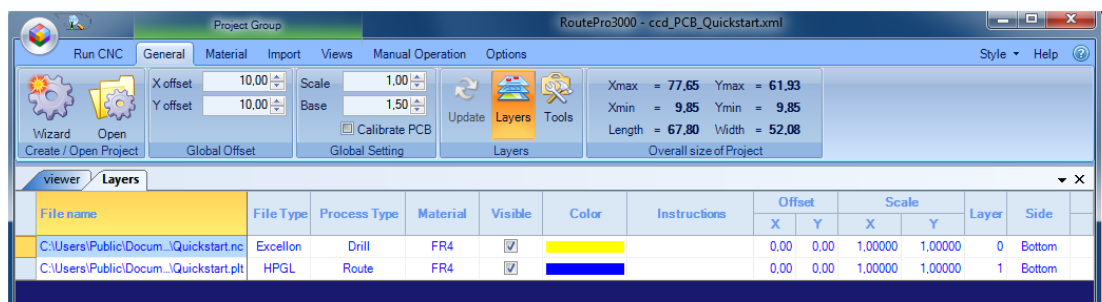 Project Group
RoutePro3000 - ccd_PCB_Quickstart.xml
Run CNC General Material Import Views Manual Operation Options Style Help
X offset 10,00 Scale 1,00 Xmax = 77,65 Ymax = 61,93
Y offset 10,00 Base 1,50 Update Layers Tools Xmin = 9,85 Ymin = 9,85
Wizard Open Calibrate PCB Length = 67,80 Width = 52,08
Create / Open Project Global Offset Global Setting Layers Overall size of Project
viewer Layers
File name File Type Process Type Material Visible Color Instructions Offset Scale Layer Side
X Y X Y
C:\Users\Public\Docum...\Quickstart.nc Excellon Drill FR4 0,00 0,00 1,00000 1,00000 0 Bottom
C:\Users\Public\Docum...\Quickstart.plt HPGL Route FR4 0,00 0,00 1,00000 1,00000 1 Bottom